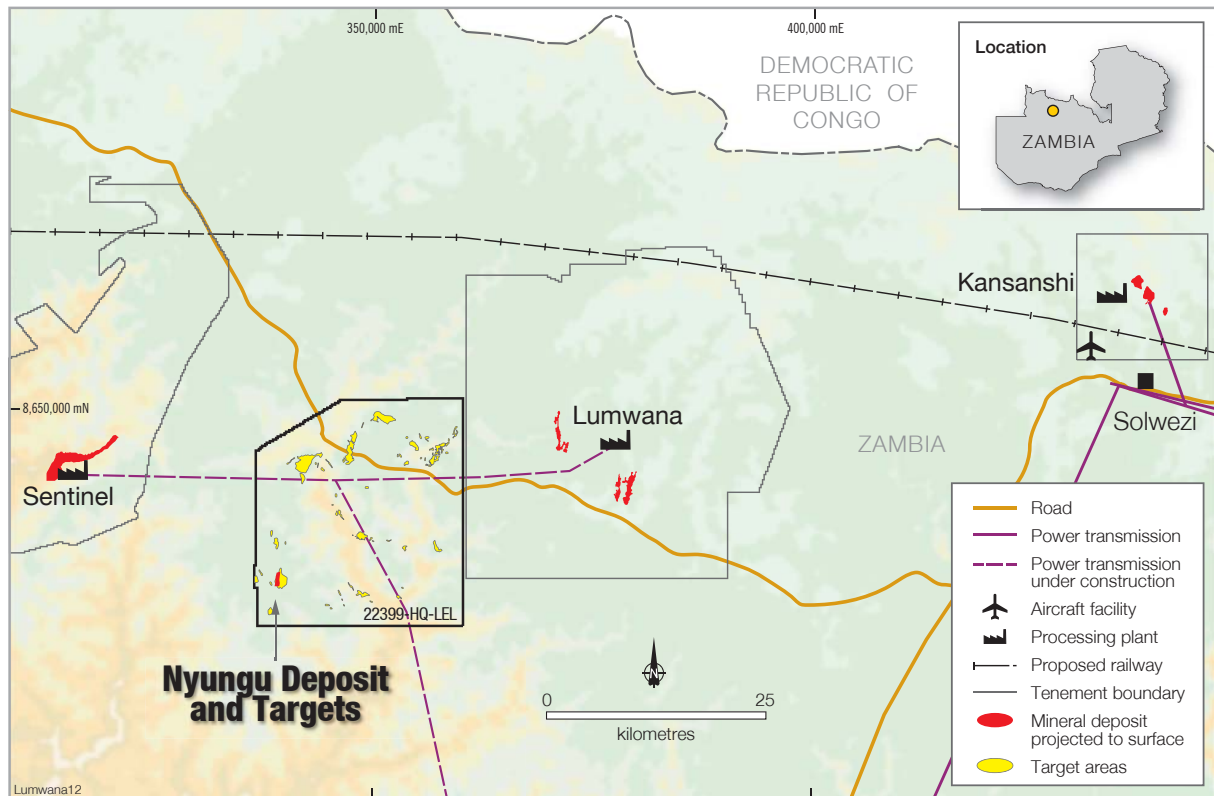 350,000 mE
400,000 mE
DEMOCRATIC
REPUBLIC OF
CONGO
Location
ZAMBIA
Kansanshi
8,650,000 mN
Lumwana
Solwezi
ZAMBIA
Sentinel
22399-HQ-LEL
Nyungu Deposit
and Targets
N
0
25
kilometres
Road
Power transmission
Power transmission
under construction
Aircraft facility
Processing plant
Proposed railway
Tenement boundary
Mineral deposit
projected to surface
Target areas
Lumwana12